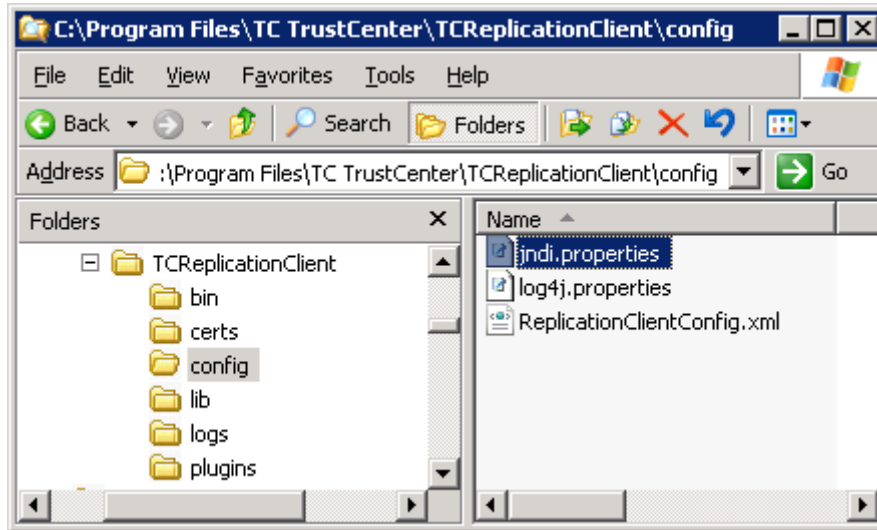 C:\Program Files\TC TrustCenter\TCReplicationClient\config
File Edit View Favorites Tools Help
Back Search Folders
Address :\Program Files\TC TrustCenter\TCReplicationClient\config Go
Folders
Name
TCReplicationClient
bin
certs
config
lib
logs
plugins
jndi.properties
log4j.properties
ReplicationClientConfig.xml